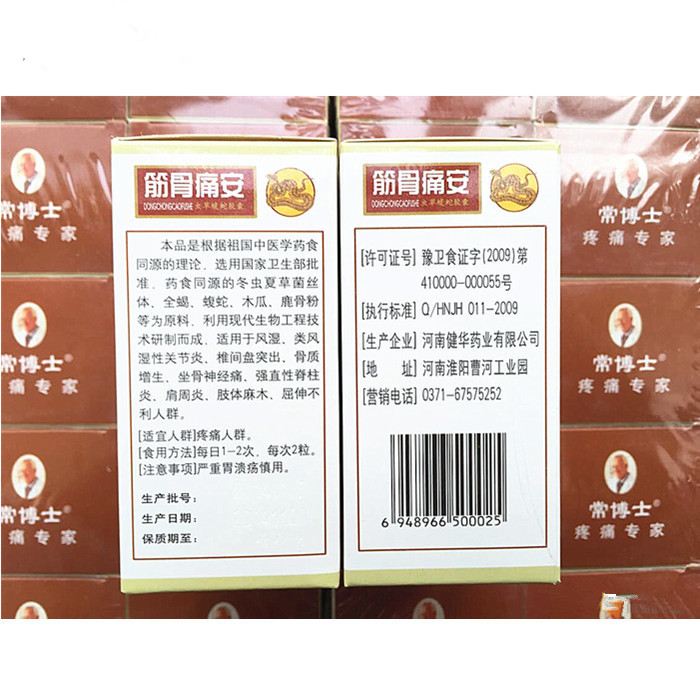 筋骨痛安
DONGCHONGCAOFUSHE 虫草蝮蛇胶囊
本品是根据祖国中医学药食
同源的理论，选用国家卫生部批
准，药食同源的冬虫夏草菌丝
体、全蝎、蝮蛇、木瓜、鹿骨粉
等为原料，利用现代生物工程技
术研制而成，适用于风湿、类风
湿性关节炎、椎间盘突出、骨质
增生、坐骨神经痛、强直性脊柱
炎、肩周炎、肢体麻木、屈伸不
利人群。
[适宜人群]疼痛人群。
[食用方法]每日1-2次，每次2粒。
[注意事项]严重胃溃疡慎用。
生产批号：
生产日期：
保质期至：
筋骨痛安
DONGCHONGCAOFUSHE 虫草蝮蛇胶囊
[许可证号] 豫卫食证字(2009)第
410000-000055号
[执行标准] Q/HNJH 011-2009
[生产企业] 河南健华药业有限公司
[地 址] 河南淮阳曹河工业园
[营销电话] 0371-67575252
6 948966 500025
常博士®
疼痛专家
常博士®
疼痛专家
常博士®
疼痛专家
常博士®
疼痛专家
常博士®
疼痛专家
常博士®
疼痛专家